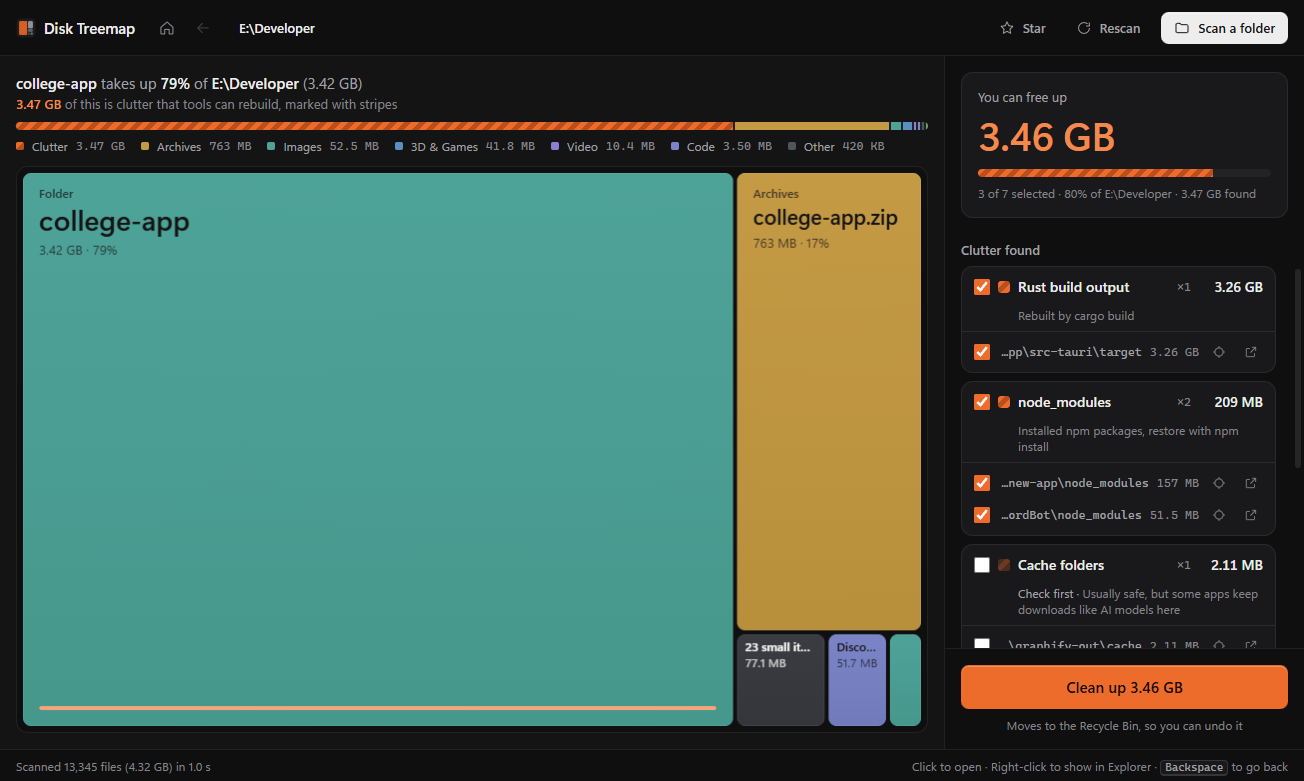 Disk Treemap
E:\Developer
Star
Rescan
Scan a folder
college-app takes up 79% of E:\Developer (3.42 GB)
3.47 GB of this is clutter that tools can rebuild, marked with stripes
Clutter 3.47 GB Archives 763 MB Images 52.5 MB 3D & Games 41.8 MB Video 10.4 MB Code 3.50 MB Other 420 KB
Folder
college-app
3.42 GB · 79%
Archives
college-app.zip
763 MB · 17%
23 small it...
77.1 MB
Disco...
51.7 MB
You can free up
3.46 GB
3 of 7 selected · 80% of E:\Developer · 3.47 GB found
Clutter found
Rust build output ×1 3.26 GB
Rebuilt by cargo build
…pp\src-tauri\target 3.26 GB
node_modules ×2 209 MB
Installed npm packages, restore with npm
install
…new-app\node_modules 157 MB
…ordBot\node_modules 51.5 MB
Cache folders ×1 2.11 MB
Check first · Usually safe, but some apps keep
downloads like AI models here
\graphify-out\cache 2.11 MB
Clean up 3.46 GB
Moves to the Recycle Bin, so you can undo it
Scanned 13,345 files (4.32 GB) in 1.0 s
Click to open · Right-click to show in Explorer · Backspace to go back